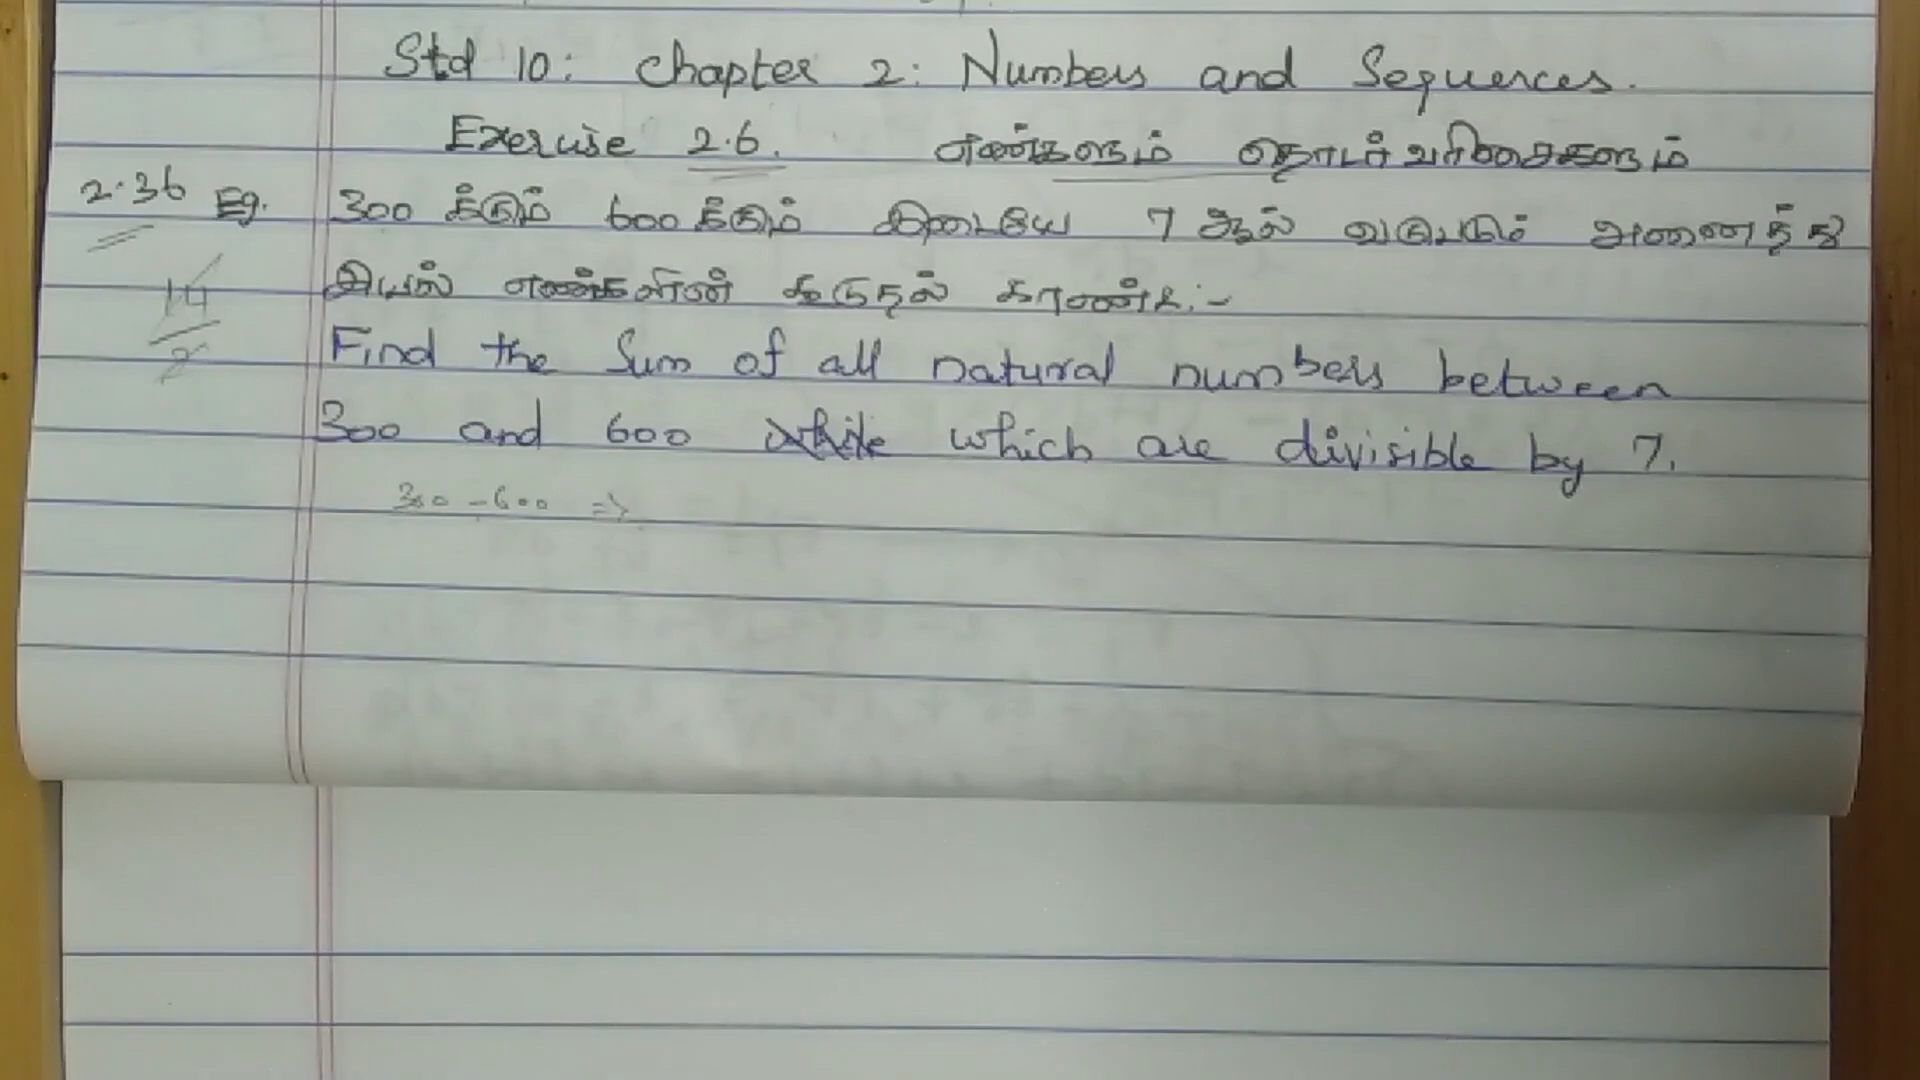 Std 10: Chapter 2: Numbers and Sequences.
Exercise 2.6. எண்களும் தொடர்வரிசைகளும்
2.36 Eg. 300 க்கும் 600க்கும் இடையே 7 ஆல் வகுபடும் அனைத்து
இயல் எண்களின் கூடுதல் காண்க:-
Find the Sum of all natural numbers between
300 and 600 while which are divisible by 7.
300 - 600 =>